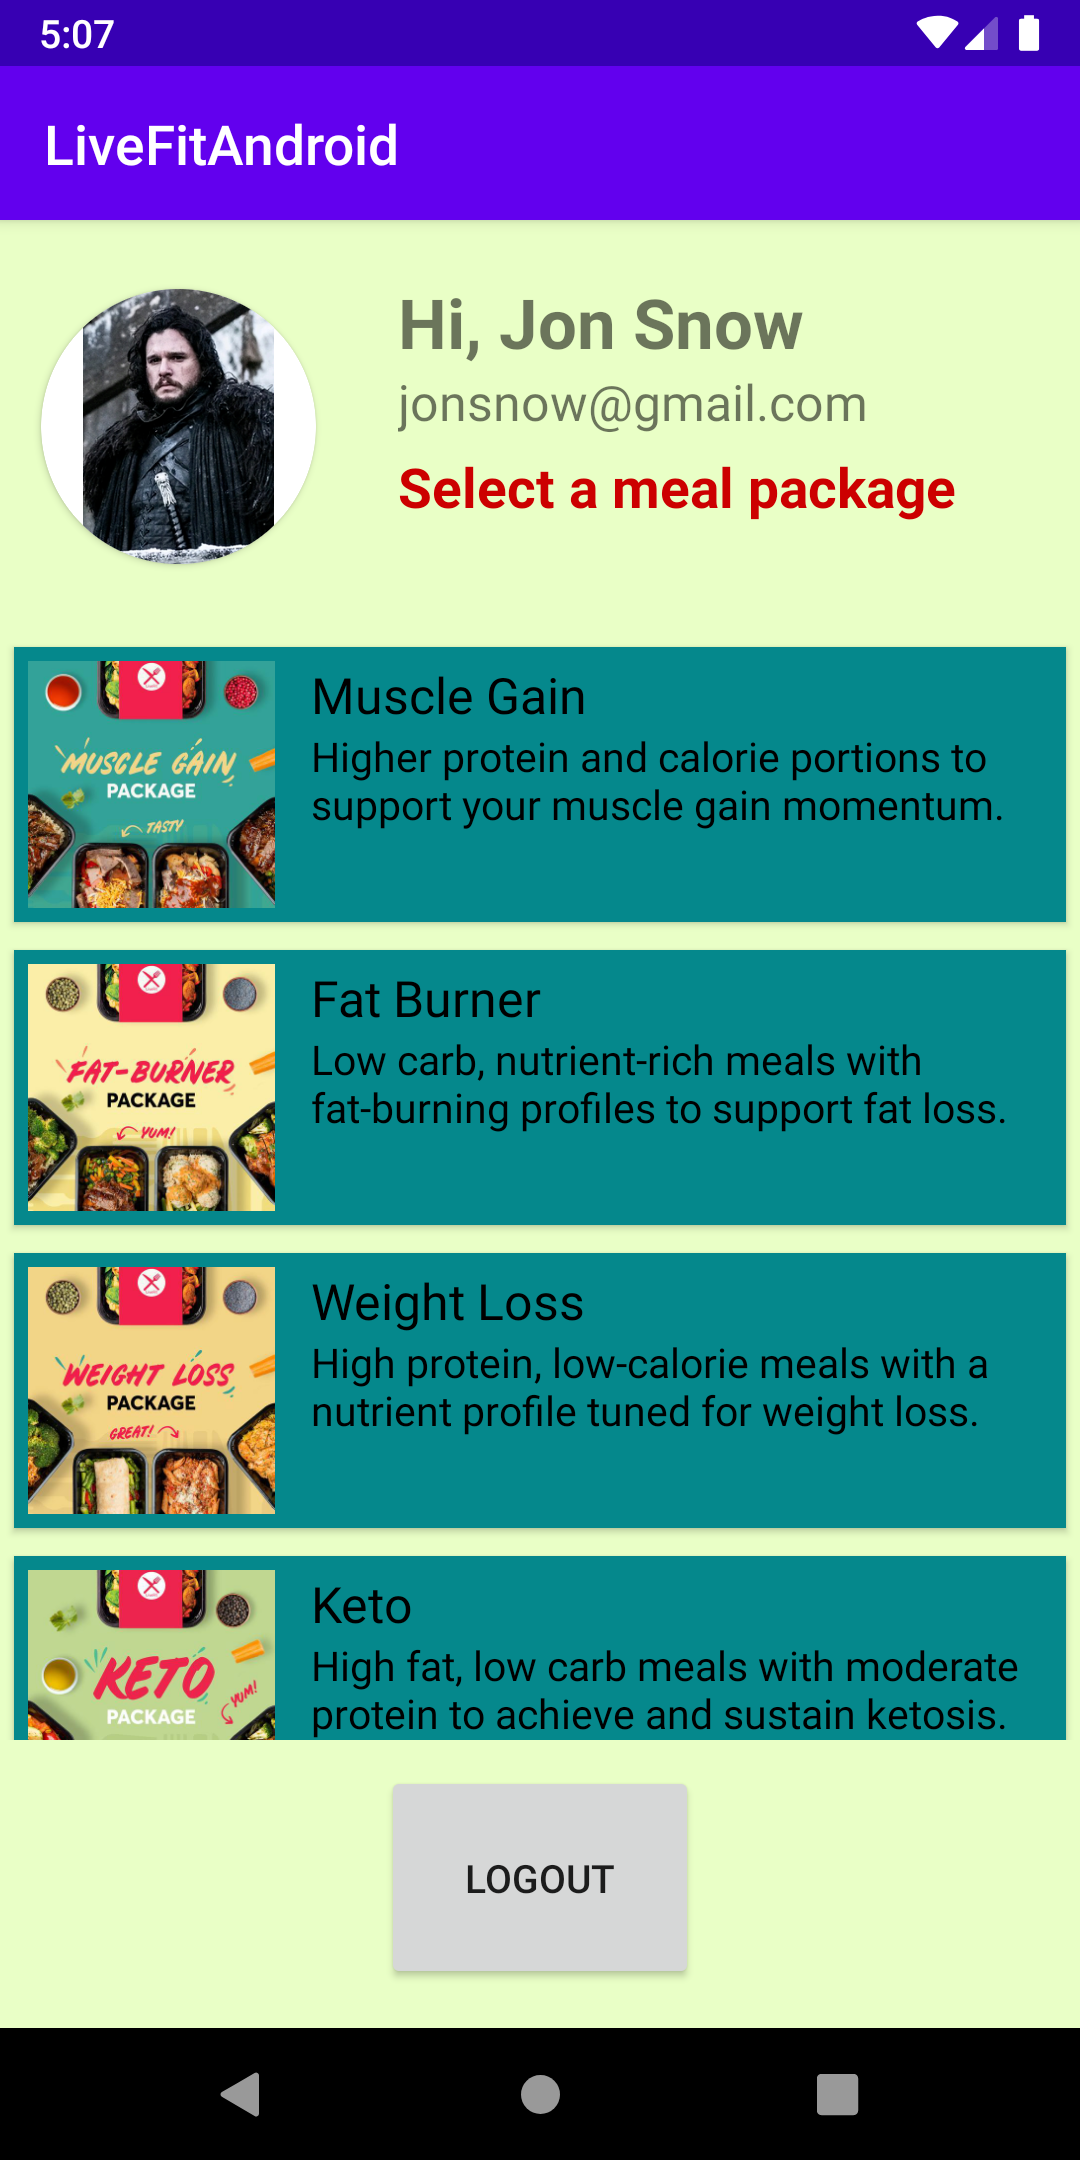 5:07
LiveFitAndroid
Hi, Jon Snow
jonsnow@gmail.com
Select a meal package
MUSCLE GAIN
PACKAGE
TASTY
Muscle Gain
Higher protein and calorie portions to
support your muscle gain momentum.
FAT-BURNER
PACKAGE
YUM!
Fat Burner
Low carb, nutrient-rich meals with
fat-burning profiles to support fat loss.
WEIGHT LOSS
PACKAGE
GREAT!
Weight Loss
High protein, low-calorie meals with a
nutrient profile tuned for weight loss.
KETO
PACKAGE
YUM!
Keto
High fat, low carb meals with moderate
protein to achieve and sustain ketosis.
LOGOUT